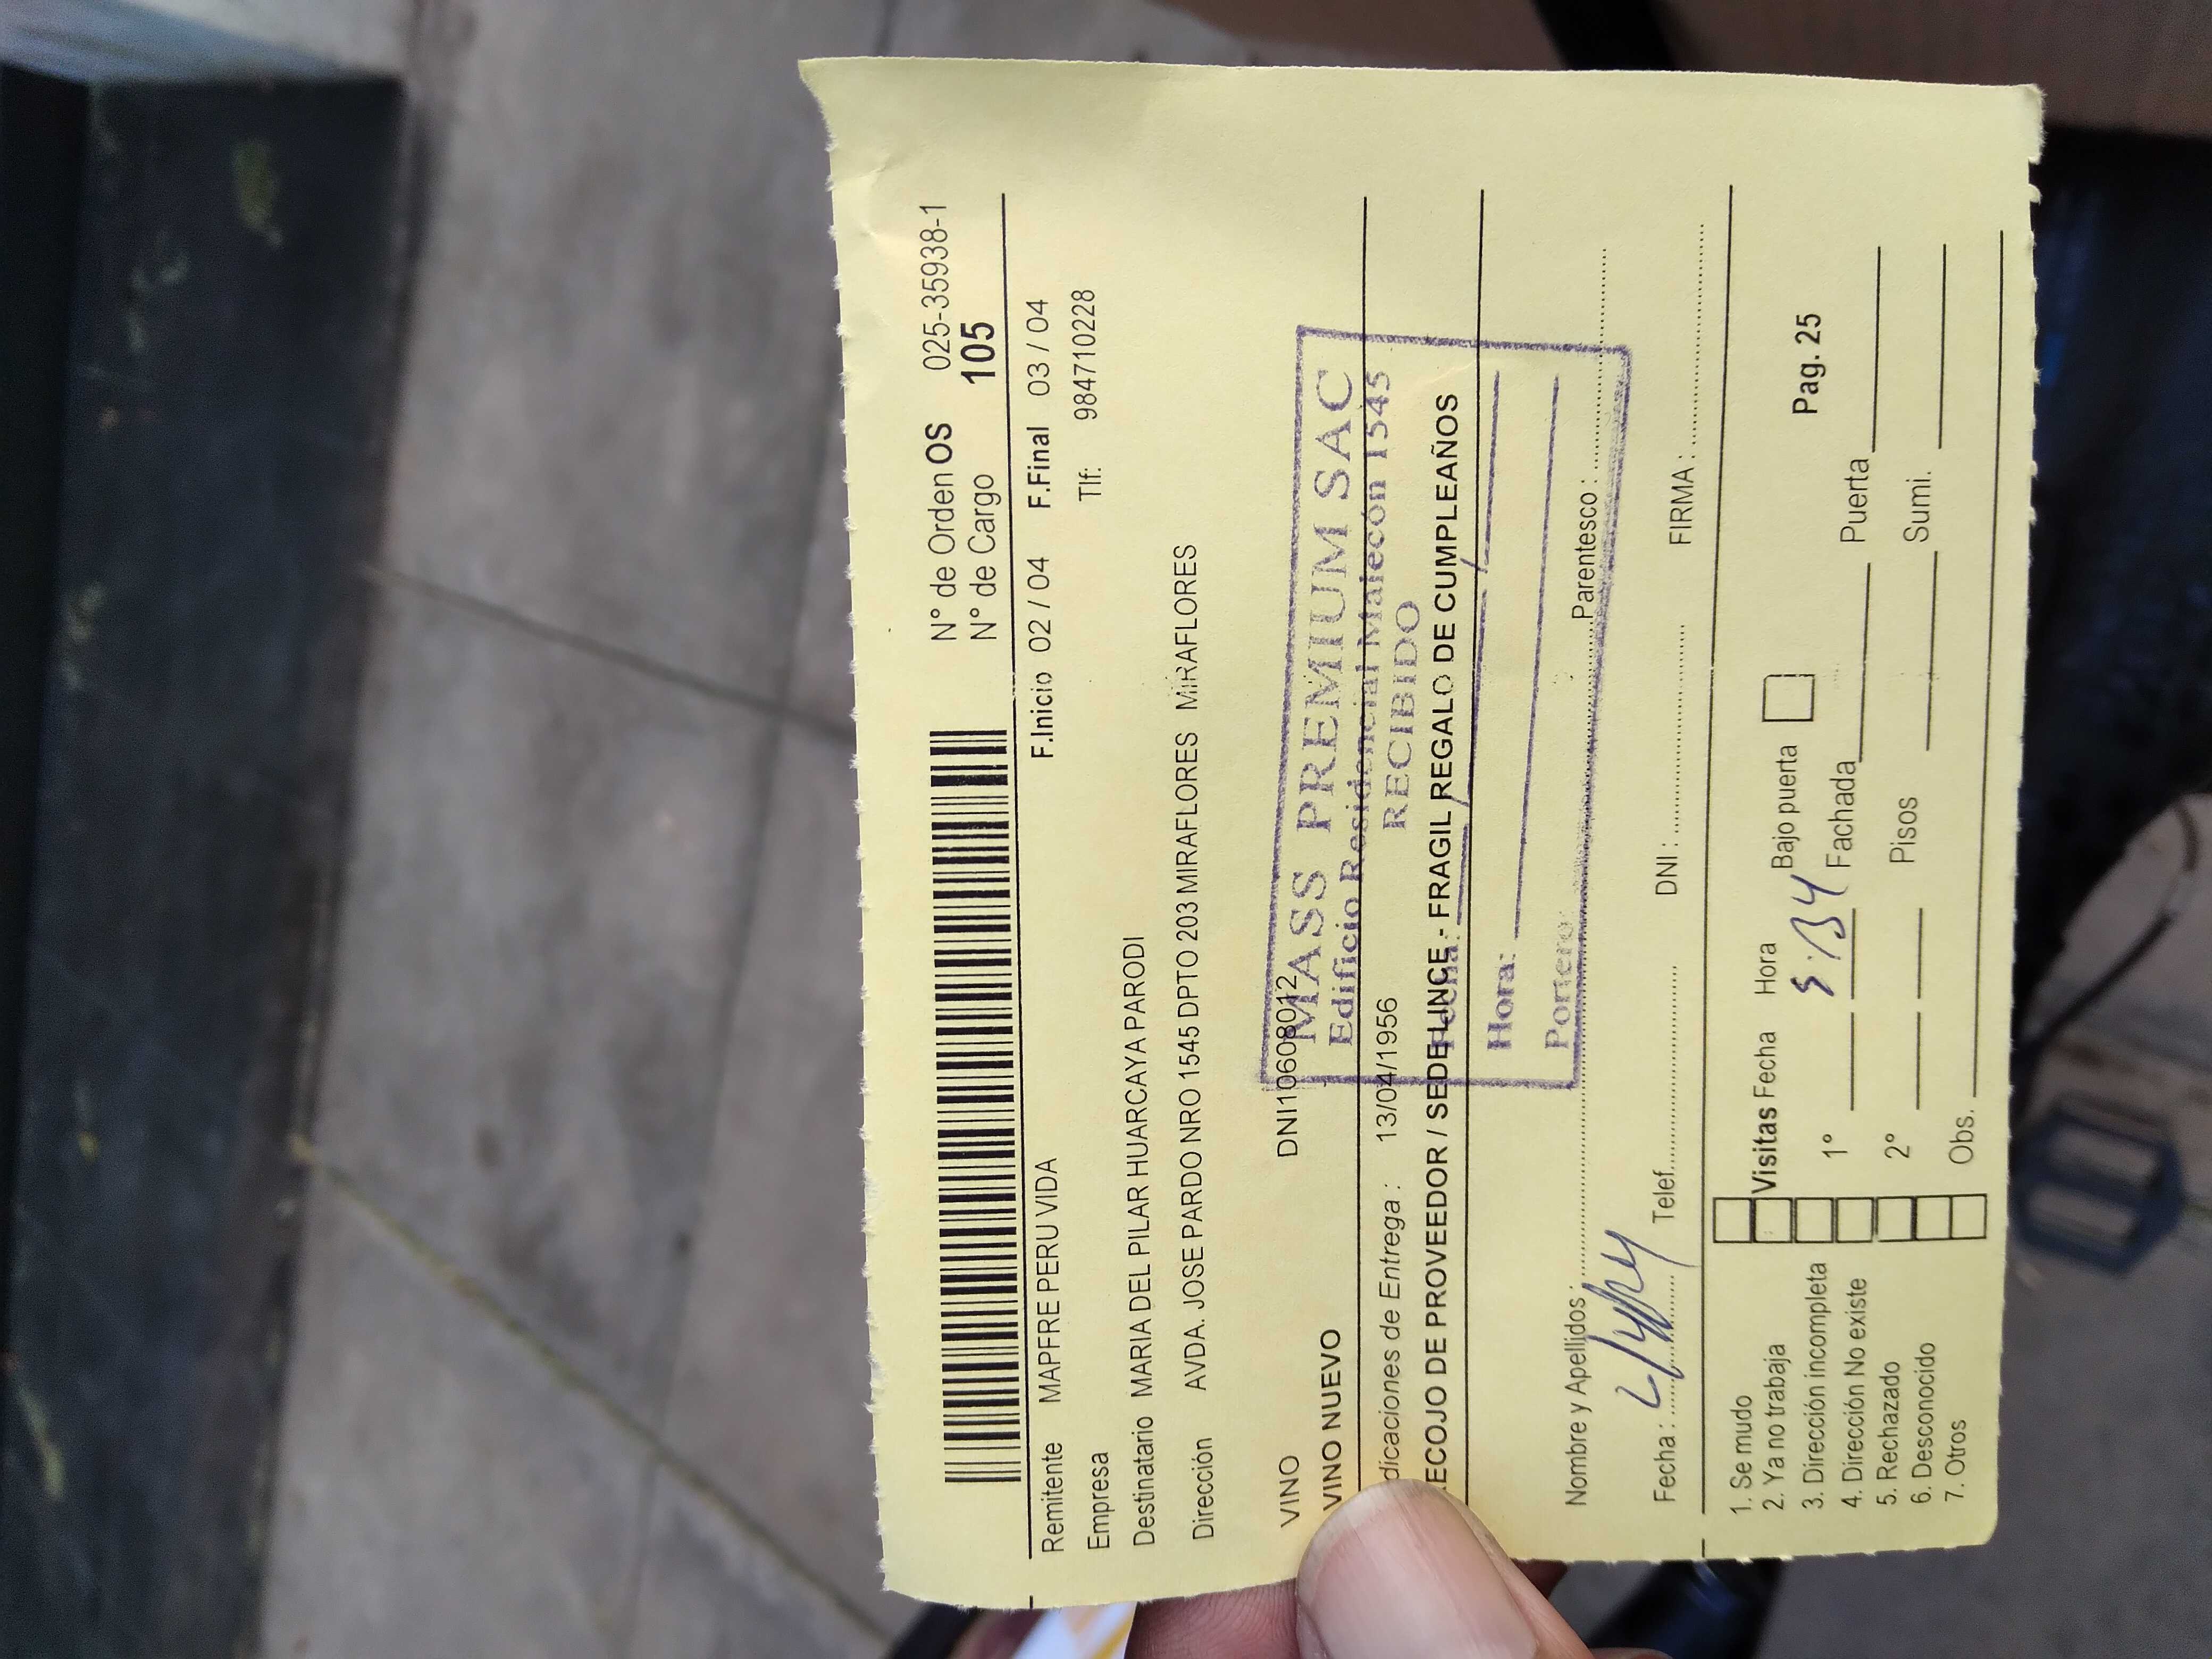 N° de Orden OS 025-35938-1
N° de Cargo 105
F.Inicio 02 / 04 F.Final 03 / 04
Remitente MAPFRE PERU VIDA
Tlf: 984710228
Empresa
Destinatario MARIA DEL PILAR HUARCAYA PARODI
Dirección AVDA. JOSE PARDO NRO 1545 DPTO 203 MIRAFLORES MIRAFLORES
VINO DNI10608012
VINO NUEVO
MASS PREMIUM SAC
Edificio Residencial Malecón 1545
RECIBIDO
dicaciones de Entrega : 13/04/1956
ECOJO DE PROVEEDOR / SEDE LINCE - FRAGIL REGALO DE CUMPLEAÑOS
Hora:
Portero
Nombre y Apellidos : Parentesco :
Fecha : Telef. DNI : FIRMA :
1. Se mudo
2. Ya no trabaja
3. Dirección incompleta
4. Dirección No existe
5. Rechazado
6. Desconocido
7. Otros
Visitas Fecha Hora Bajo puerta Pag. 25
1° Fachada Puerta
2° Pisos Sumi.
Obs.